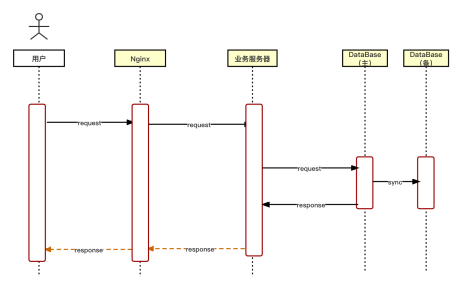 用户
Nginx
业务服务器
DataBase
（主）
DataBase
（备）
request
request
request
sync
response
response
response